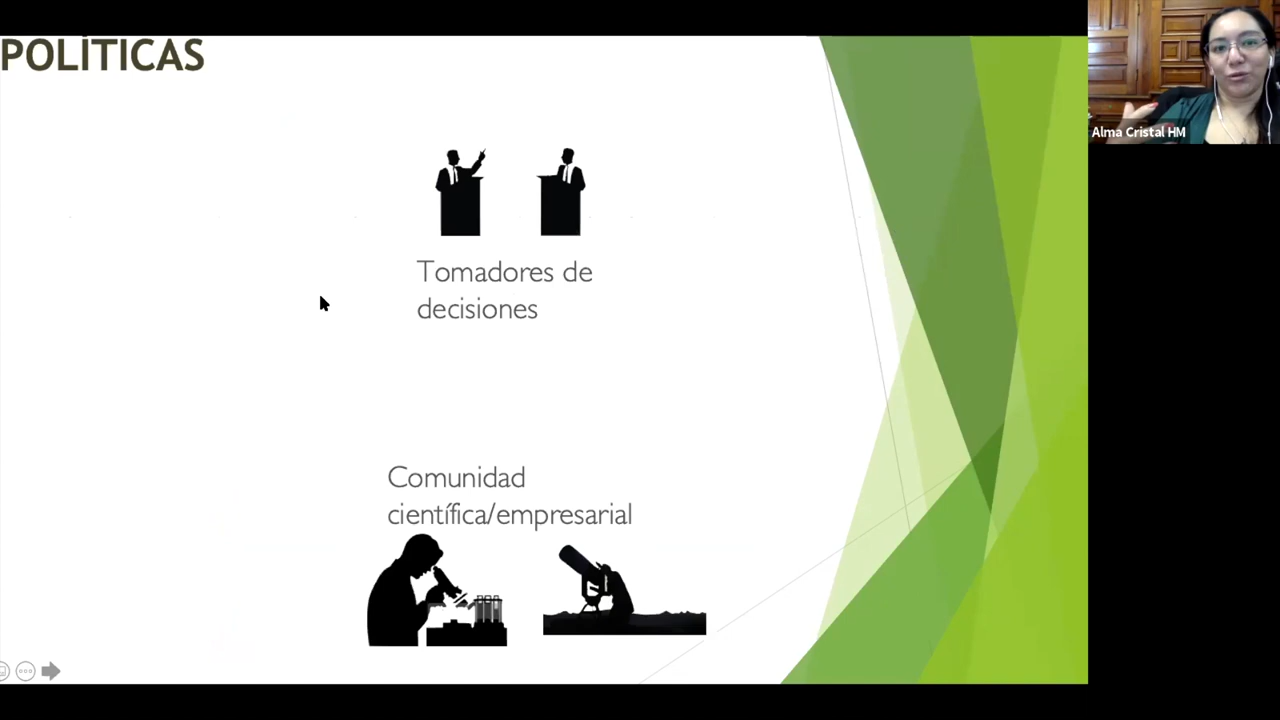 POLÍTICAS
Alma Cristal HM
Tomadores de
decisiones
Comunidad
científica/empresarial